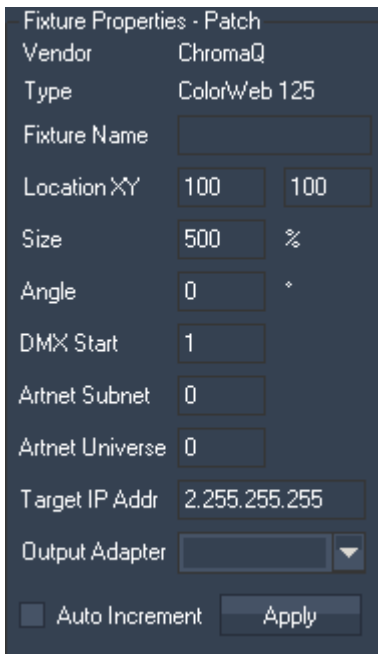 Fixture Properties - Patch
Vendor ChromaQ
Type ColorWeb 125
Fixture Name
Location XY 100 100
Size 500 %
Angle 0 °
DMX Start 1
Artnet Subnet 0
Artnet Universe 0
Target IP Addr 2.255.255.255
Output Adapter
Auto Increment Apply